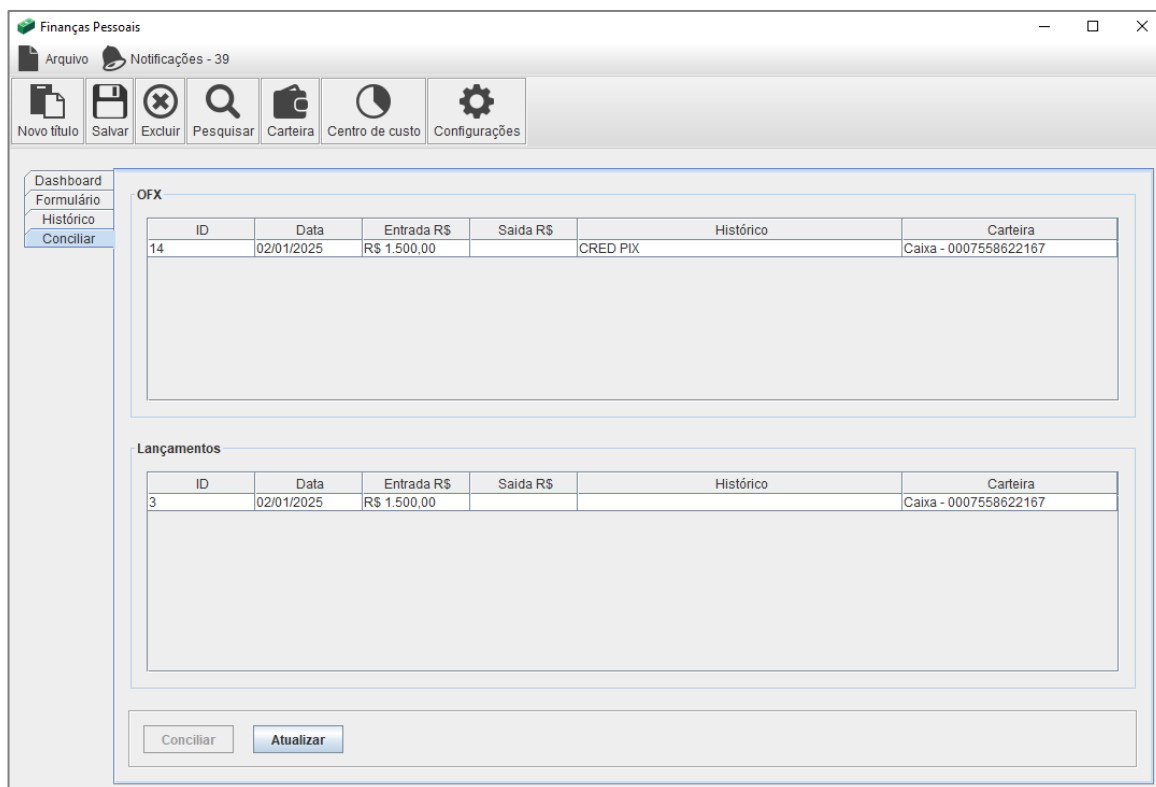 Finanças Pessoais
Arquivo Notificações - 39
Novo título Salvar Excluir Pesquisar Carteira Centro de custo Configurações
Dashboard
Formulário
Histórico
Conciliar
OFX
ID Data Entrada R$ Saida R$ Histórico Carteira
14 02/01/2025 R$ 1.500,00 CRED PIX Caixa - 0007558622167
Lançamentos
ID Data Entrada R$ Saida R$ Histórico Carteira
3 02/01/2025 R$ 1.500,00 Caixa - 0007558622167
Conciliar Atualizar